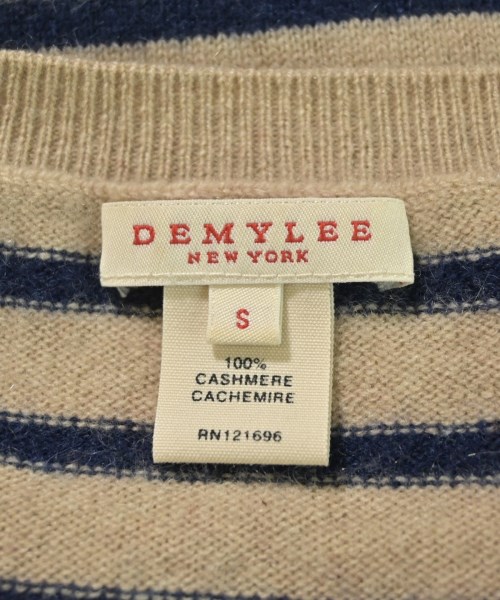 DEMYLEE
NEW YORK
S
100%
CASHMERE
CACHEMIRE
RN121696